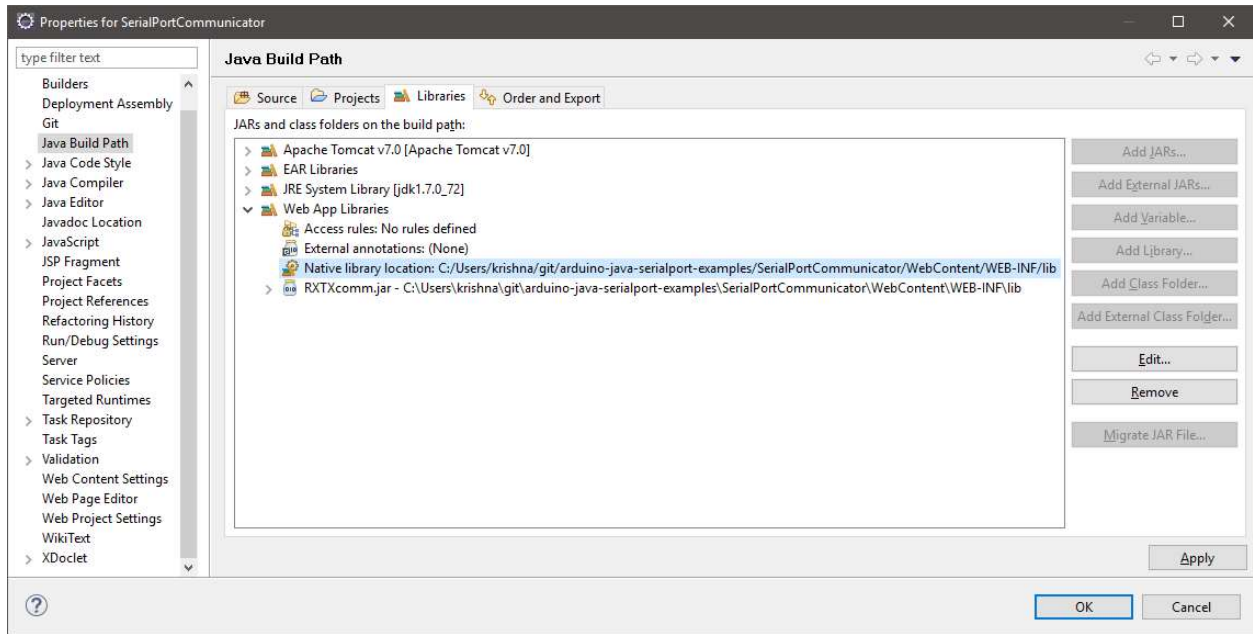 Properties for SerialPortCommunicator
type filter text
Builders
Deployment Assembly
Git
Java Build Path
Java Code Style
Java Compiler
Java Editor
Javadoc Location
JavaScript
JSP Fragment
Project Facets
Project References
Refactoring History
Run/Debug Settings
Server
Service Policies
Targeted Runtimes
Task Repository
Task Tags
Validation
Web Content Settings
Web Page Editor
Web Project Settings
WikiText
XDoclet
Java Build Path
Source Projects Libraries Order and Export
JARs and class folders on the build path:
Apache Tomcat v7.0 [Apache Tomcat v7.0]
EAR Libraries
JRE System Library [jdk1.7.0_72]
Web App Libraries
Access rules: No rules defined
External annotations: (None)
Native library location: C:/Users/krishna/git/arduino-java-serialport-examples/SerialPortCommunicator/WebContent/WEB-INF/lib
RXTXcomm.jar - C:\Users\krishna\git\arduino-java-serialport-examples\SerialPortCommunicator\WebContent\WEB-INF\lib
Add JARs...
Add External JARs...
Add Variable...
Add Library...
Add Class Folder...
Add External Class Folder...
Edit...
Remove
Migrate JAR File...
Apply
OK Cancel